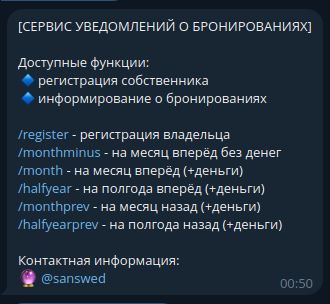 [СЕРВИС УВЕДОМЛЕНИЙ О БРОНИРОВАНИЯХ]
Доступные функции:
🔹 регистрация собственника
🔹 информирование о бронированиях
/register - регистрация владельца
/monthminus - на месяц вперёд без денег
/month - на месяц вперёд (+деньги)
/halfyear - на полгода вперёд (+деньги)
/monthprev - на месяц назад (+деньги)
/halfyearprev - на полгода назад (+деньги)
Контактная информация:
🔮 @sanswed
00:50